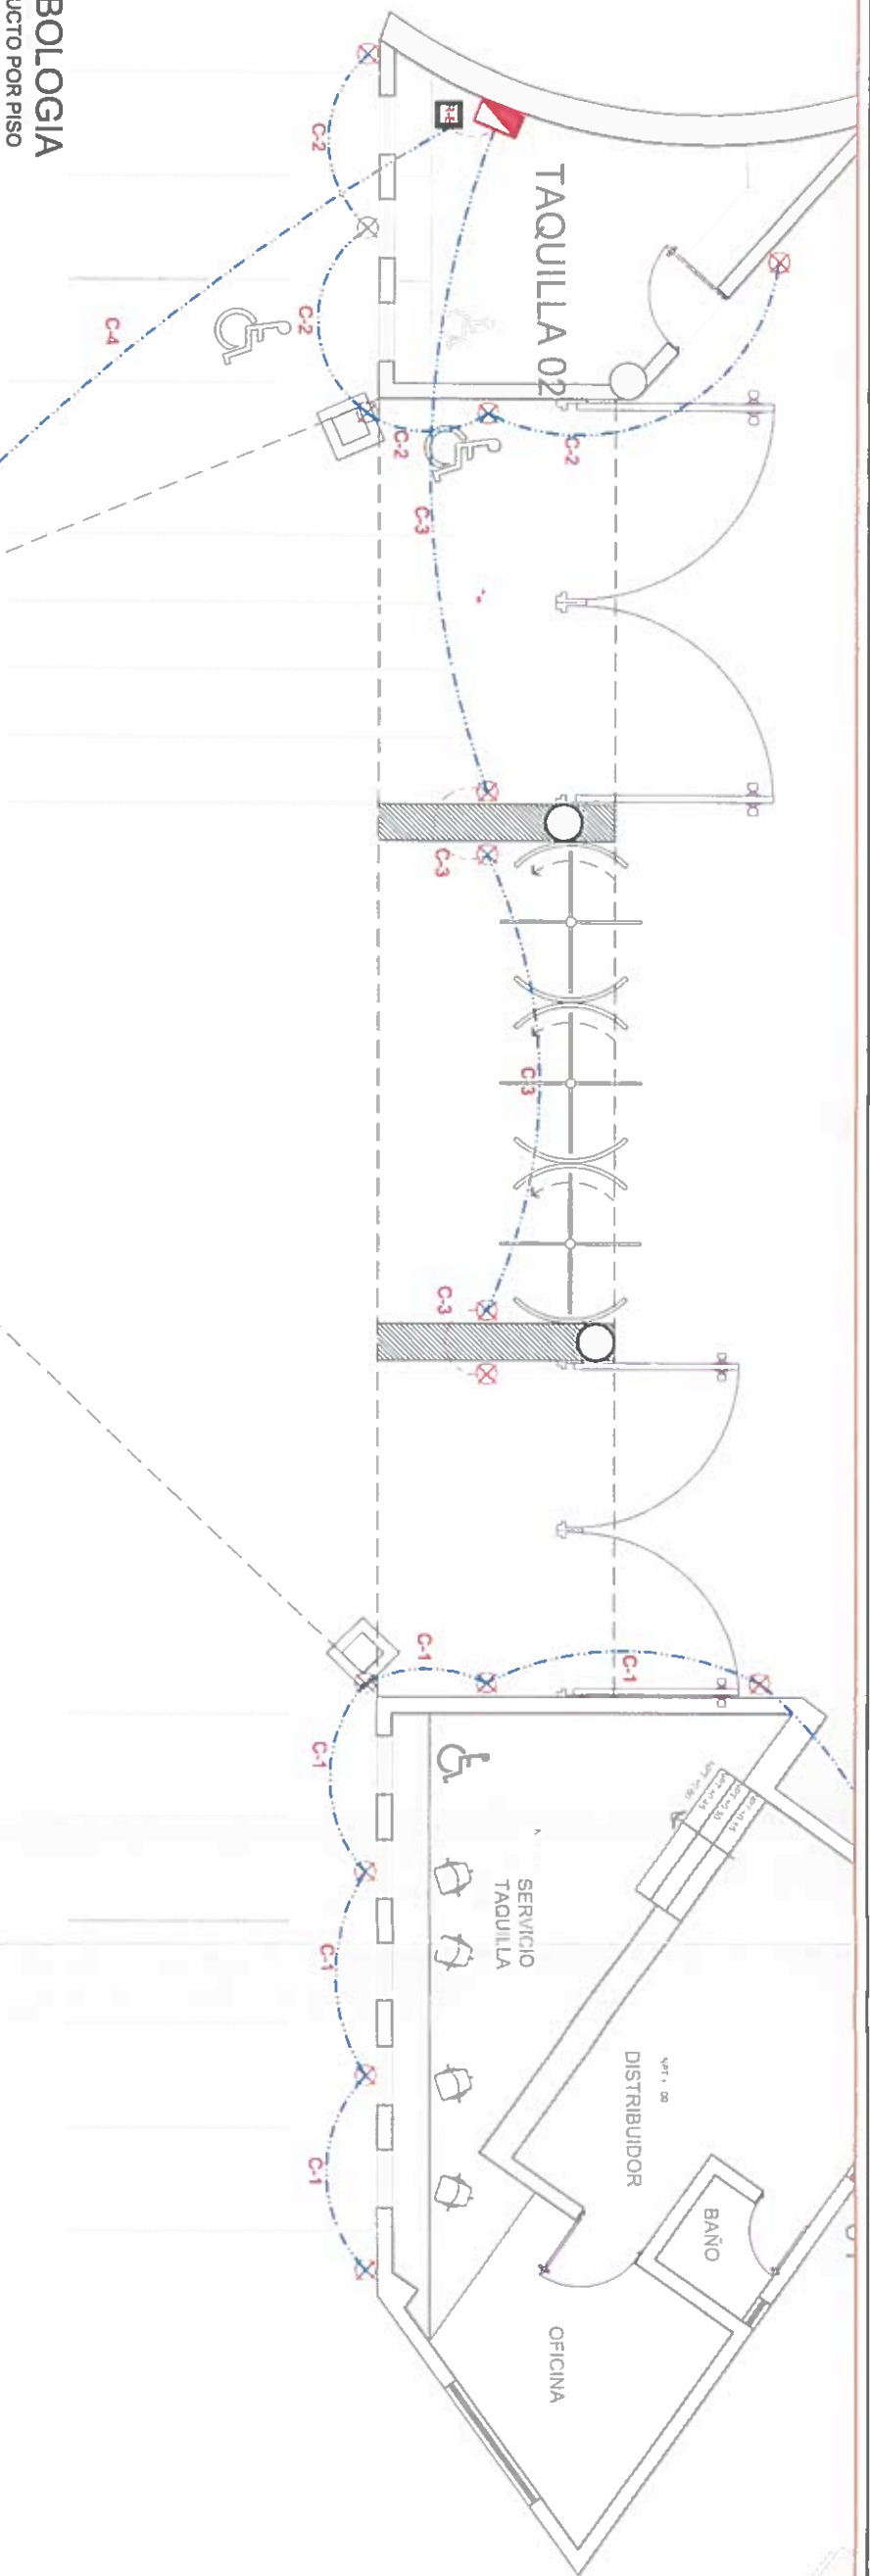 BOLOGIA
UCTO POR PISO
TAQUILLA 02
C-2
C-2
C-2
C-2
C-4
C-3
C-3
C-3
C-3
C-1
C-1
C-1
C-1
C-1
SERVICIO
TAQUILLA
DISTRIBUIDOR
BAÑO
OFICINA